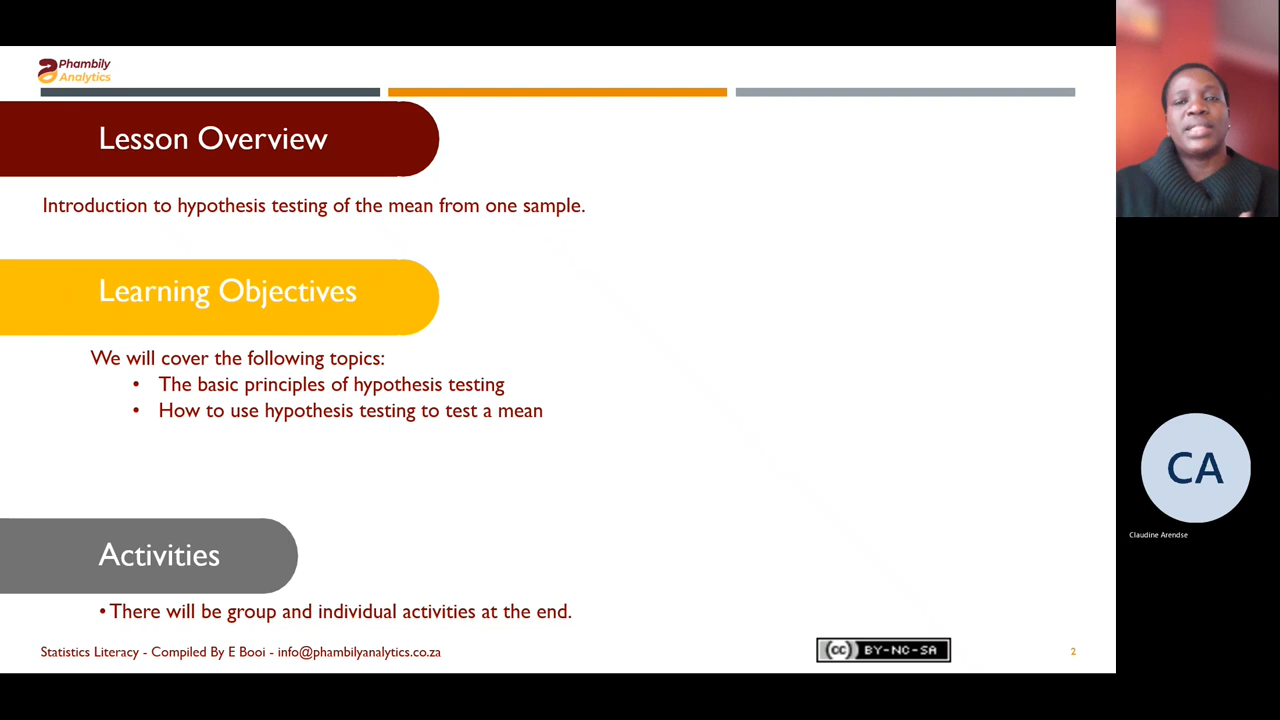 Phambily
Analytics
Lesson Overview
Introduction to hypothesis testing of the mean from one sample.
Learning Objectives
We will cover the following topics:
• The basic principles of hypothesis testing
• How to use hypothesis testing to test a mean
Activities
• There will be group and individual activities at the end.
Statistics Literacy - Compiled By E Booi - info@phambilyanalytics.co.za
cc BY-NC-SA
2
CA
Claudine Arendse